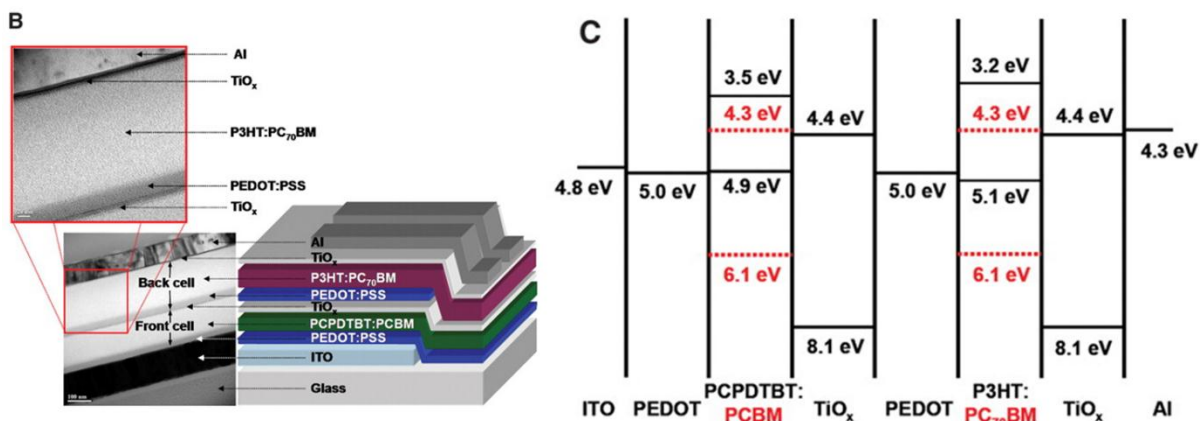 B
Al
TiOx
P3HT:PC70BM
PEDOT:PSS
TiOx
Al
TiOx
Back cell
P3HT:PC70BM
PEDOT:PSS
TiOx
Front cell
PCPDTBT:PCBM
PEDOT:PSS
ITO
Glass
100 nm
C
3.5 eV
3.2 eV
4.3 eV
4.4 eV
4.3 eV
4.4 eV
4.8 eV
5.0 eV
4.9 eV
5.0 eV
5.1 eV
4.3 eV
6.1 eV
6.1 eV
8.1 eV
8.1 eV
ITO
PEDOT
PCPDTBT:
PCBM
TiOx
PEDOT
P3HT:
PC70BM
TiOx
Al